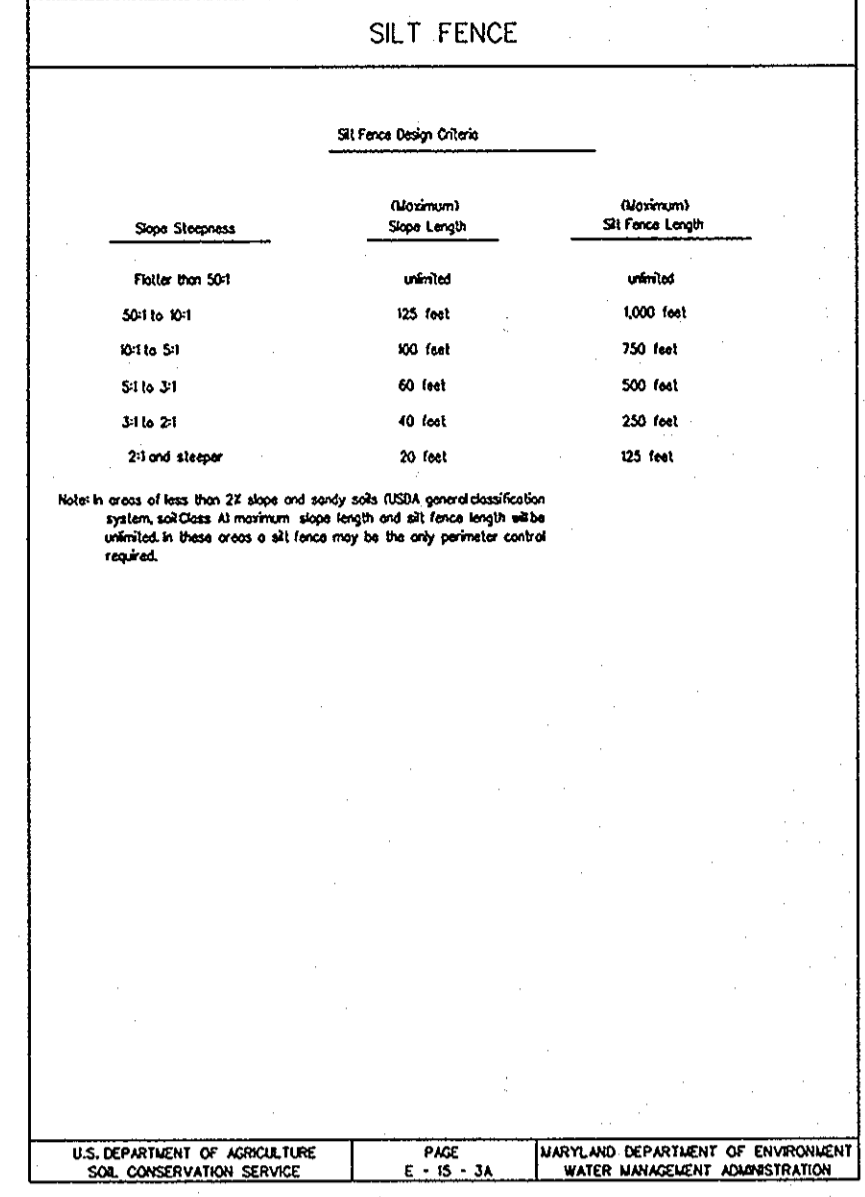 SILT FENCE
Silt Fence Design Criteria
Slope Steepness (Maximum) Slope Length (Maximum) Silt Fence Length
Flatter than 50:1 unlimited unlimited
50:1 to 10:1 125 feet 1,000 feet
10:1 to 5:1 100 feet 750 feet
5:1 to 3:1 60 feet 500 feet
3:1 to 2:1 40 feet 250 feet
2:1 and steeper 20 feet 125 feet
Note: In areas of less than 2% slope and sandy soils (USDA general classification
system, soil Class A) maximum slope length and silt fence length will be
unlimited. In these areas a silt fence may be the only perimeter control
required.
U.S. DEPARTMENT OF AGRICULTURE
SOIL CONSERVATION SERVICE
PAGE
E - 15 - 3A
MARYLAND DEPARTMENT OF ENVIRONMENT
WATER MANAGEMENT ADMINISTRATION